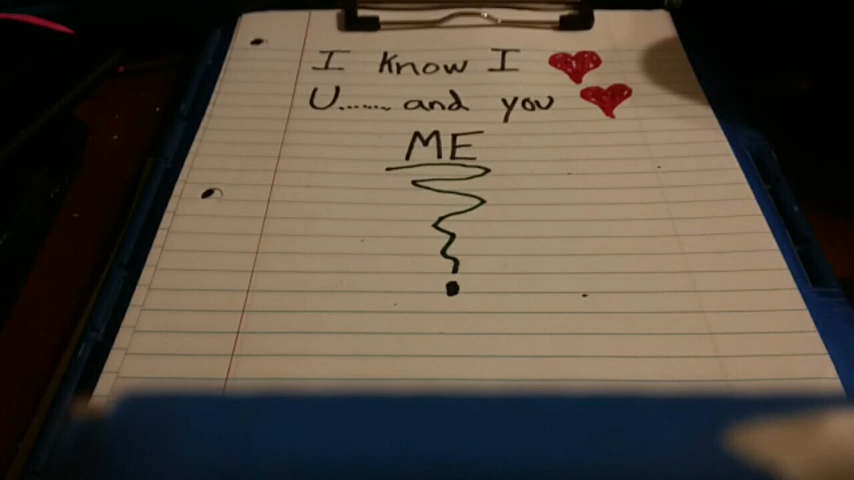 I know I ♥
U....... and you ♥
ME